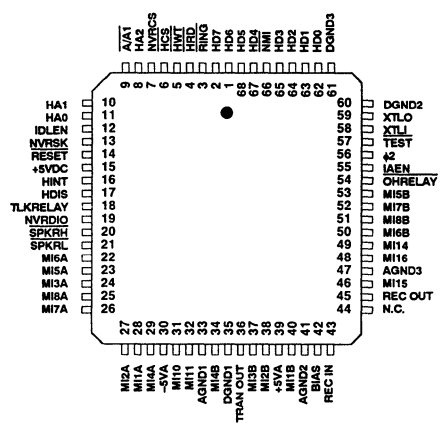 A/A1 HA2 NVRCS HCS HWT HRD RING HD7 HD6 HD5 HD4 NMI HD3 HD2 HD1 HD0 DGND3
9 8 7 6 5 4 3 2 1 68 67 66 65 64 63 62 61
HA1 10
HA0 11
IDLEN 12
NVRSK 13
RESET 14
+5VDC 15
HINT 16
HDIS 17
TLKRELAY 18
NVRDIO 19
SPKRH 20
SPKRL 21
MI6A 22
MI5A 23
MI3A 24
MI8A 25
MI7A 26
60 DGND2
59 XTLO
58 XTLI
57 TEST
56 ϕ2
55 IAEN
54 OHRELAY
53 MI5B
52 MI7B
51 MI8B
50 MI6B
49 MI14
48 MI16
47 AGND3
46 MI15
45 REC OUT
44 N.C.
27 28 29 30 31 32 33 34 35 36 37 38 39 40 41 42 43
MI2A MI1A MI4A –5VA MI10 MI11 AGND1 MI4B DGND1 TRAN OUT MI3B MI2B +5VA MI1B AGND2 BIAS REC IN